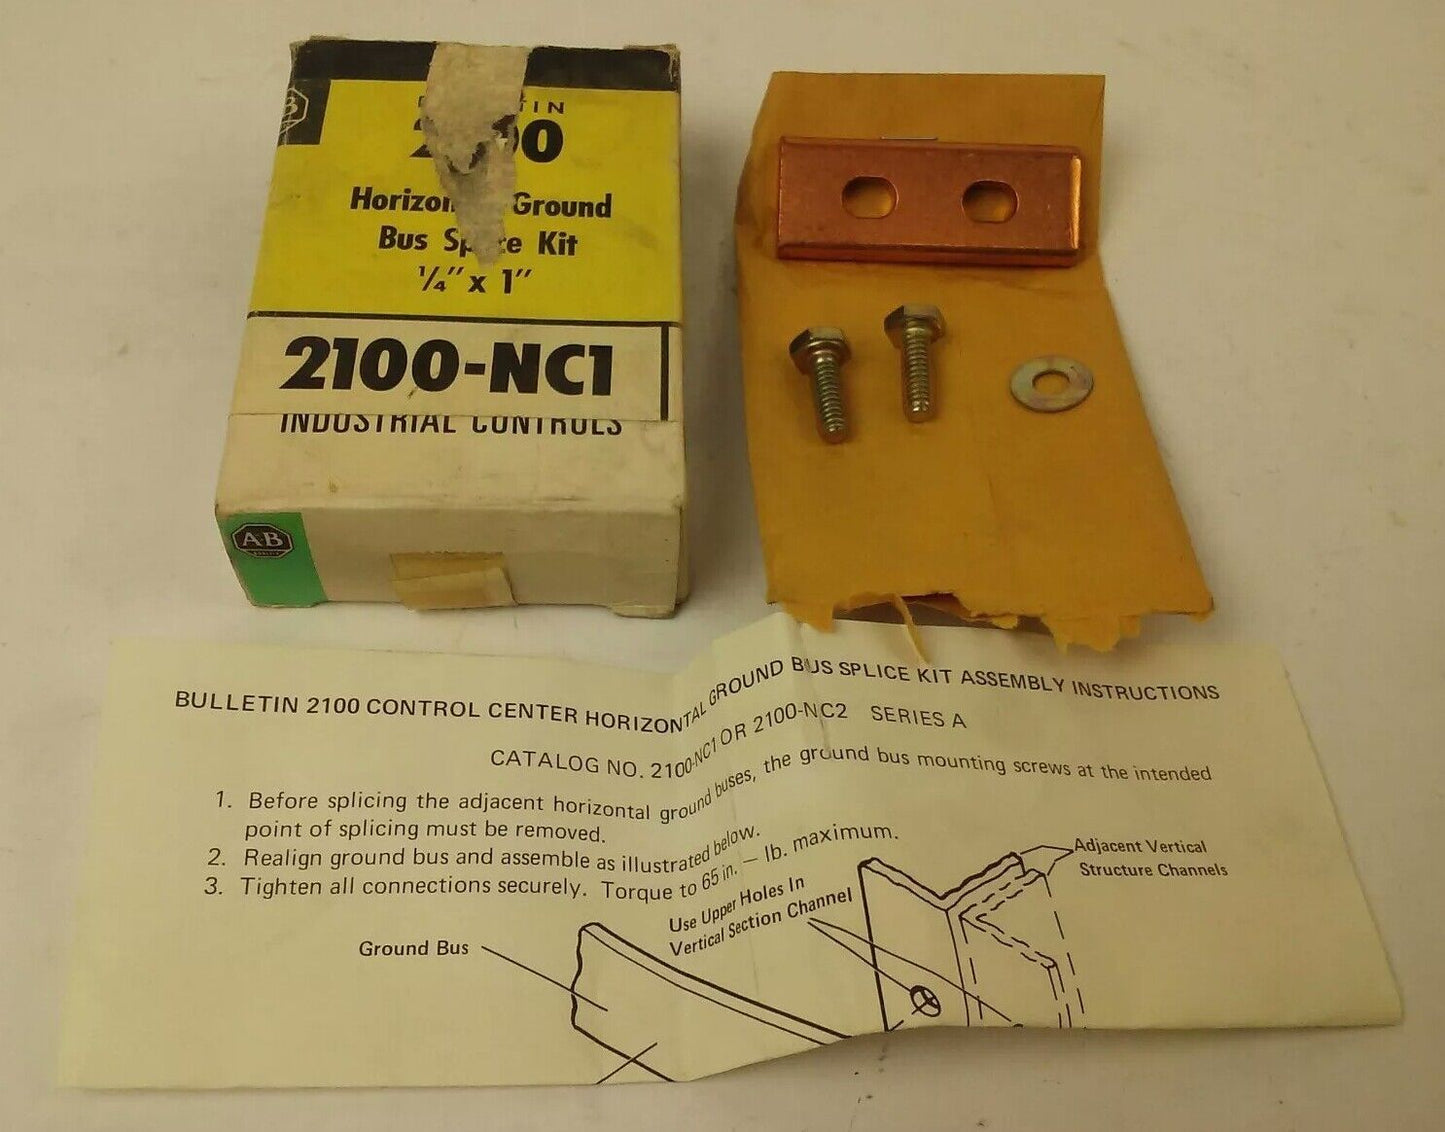 2100
Ground
Bus Kit
¼" x 1"
2100-NC1
INDUSTRIAL CONTROLS
A-B
BULLETIN 2100 CONTROL CENTER HORIZONTAL GROUND BUS SPLICE KIT ASSEMBLY INSTRUCTIONS
CATALOG NO. 2100-NC1 OR 2100-NC2 SERIES A
1. Before splicing the adjacent horizontal ground buses, the ground bus mounting screws at the intended
point of splicing must be removed.
2. Realign ground bus and assemble as illustrated below.
3. Tighten all connections securely. Torque to 65 in. – lb. maximum.
Adjacent Vertical
Structure Channels
Use Upper Holes In
Vertical Section Channel
Ground Bus